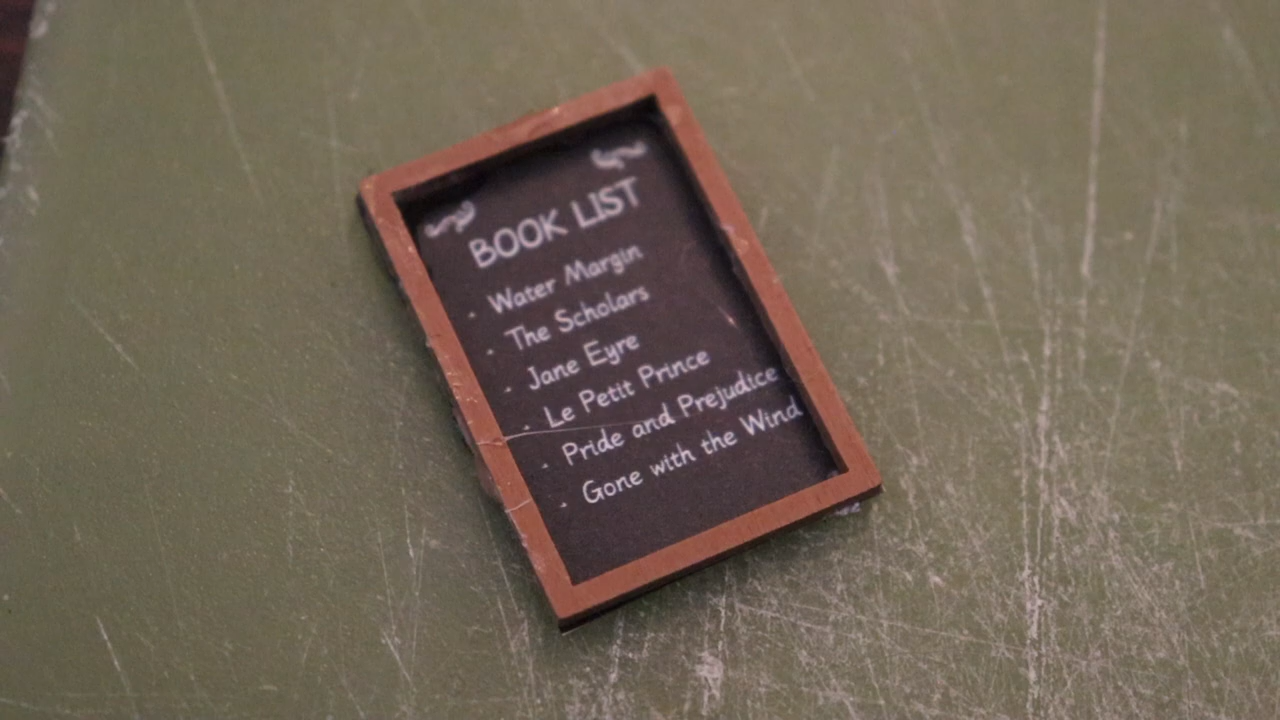 BOOK LIST
· Water Margin
· The Scholars
· Jane Eyre
· Le Petit Prince
· Pride and Prejudice
· Gone with the Wind